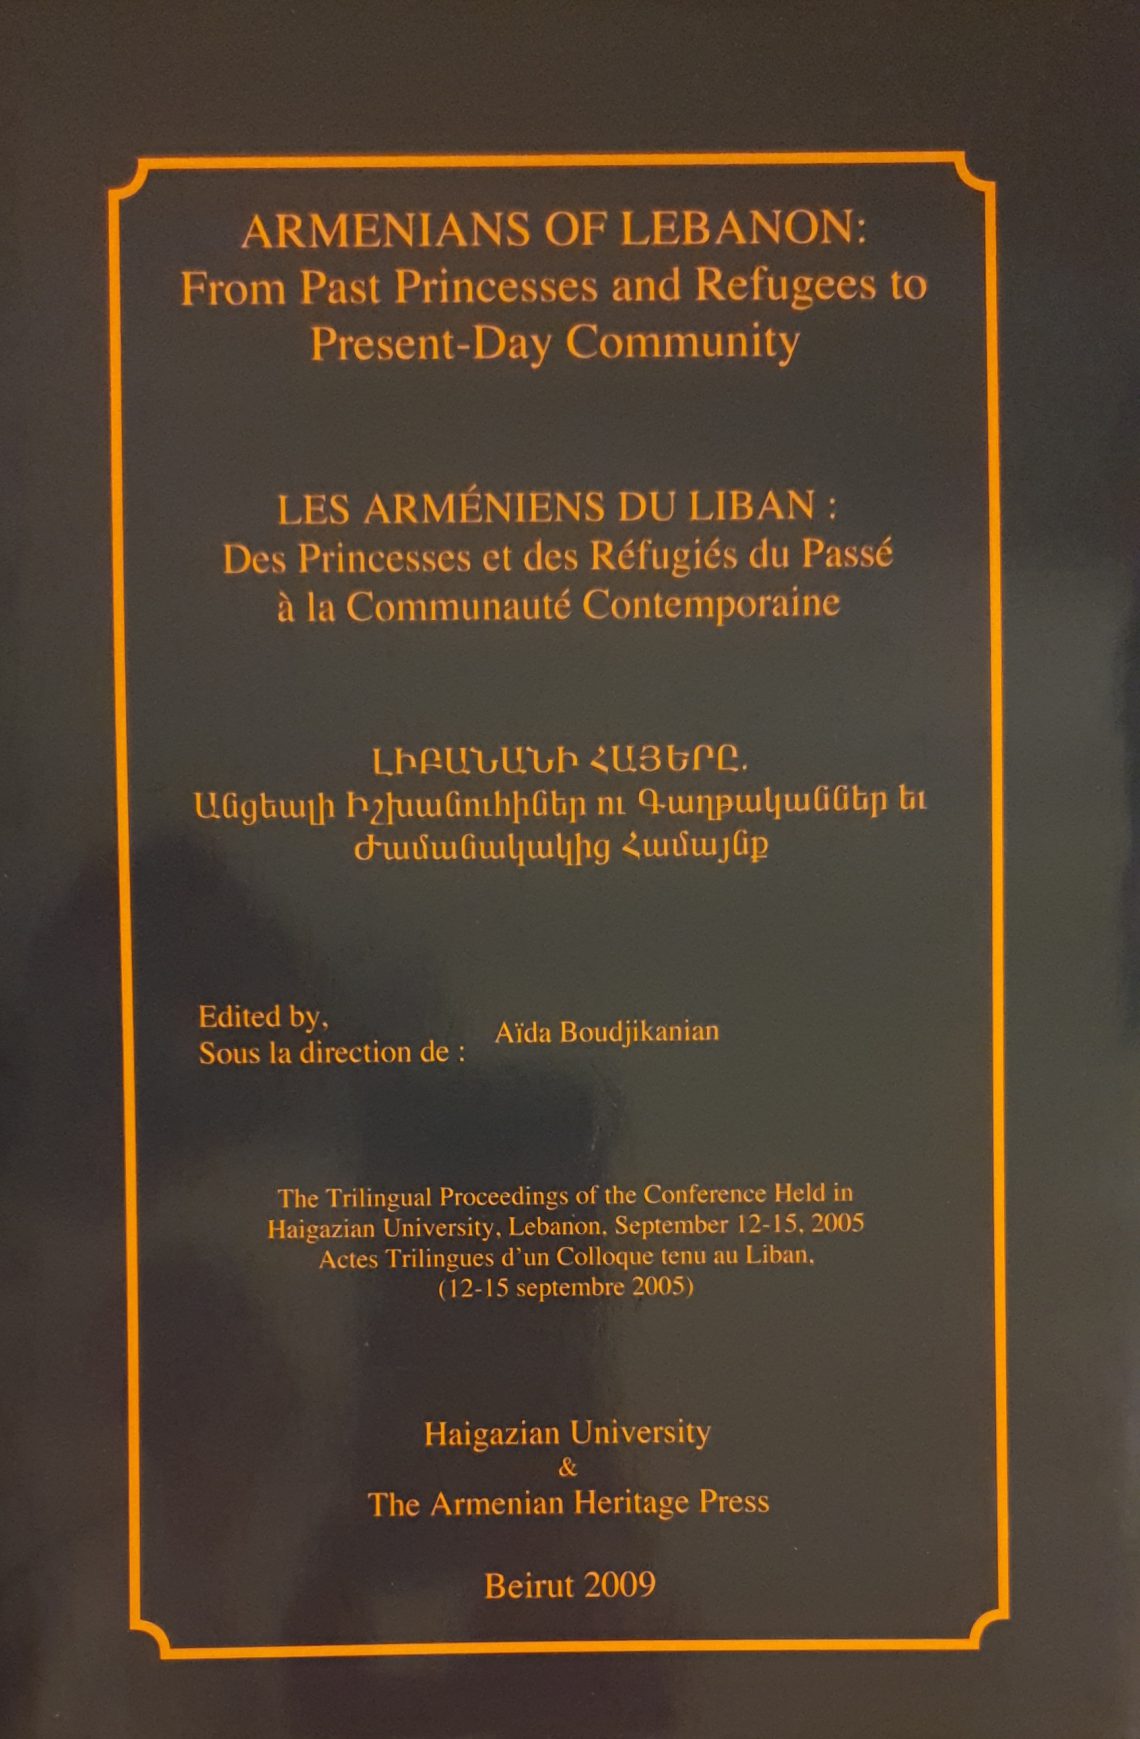 ARMENIANS OF LEBANON:
From Past Princesses and Refugees to
Present-Day Community
LES ARMÉNIENS DU LIBAN :
Des Princesses et des Réfugiés du Passé
à la Communauté Contemporaine
ԼԻԲԱՆԱՆԻ ՀԱՅԵՐԸ.
Անցեալի Իշխանուհիներ ու Գաղթականներ եւ
Ժամանակակից Համայնք
Edited by,
Sous la direction de : Aïda Boudjikanian
The Trilingual Proceedings of the Conference Held in
Haigazian University, Lebanon, September 12-15, 2005
Actes Trilingues d'un Colloque tenu au Liban,
(12-15 septembre 2005)
Haigazian University
&
The Armenian Heritage Press
Beirut 2009